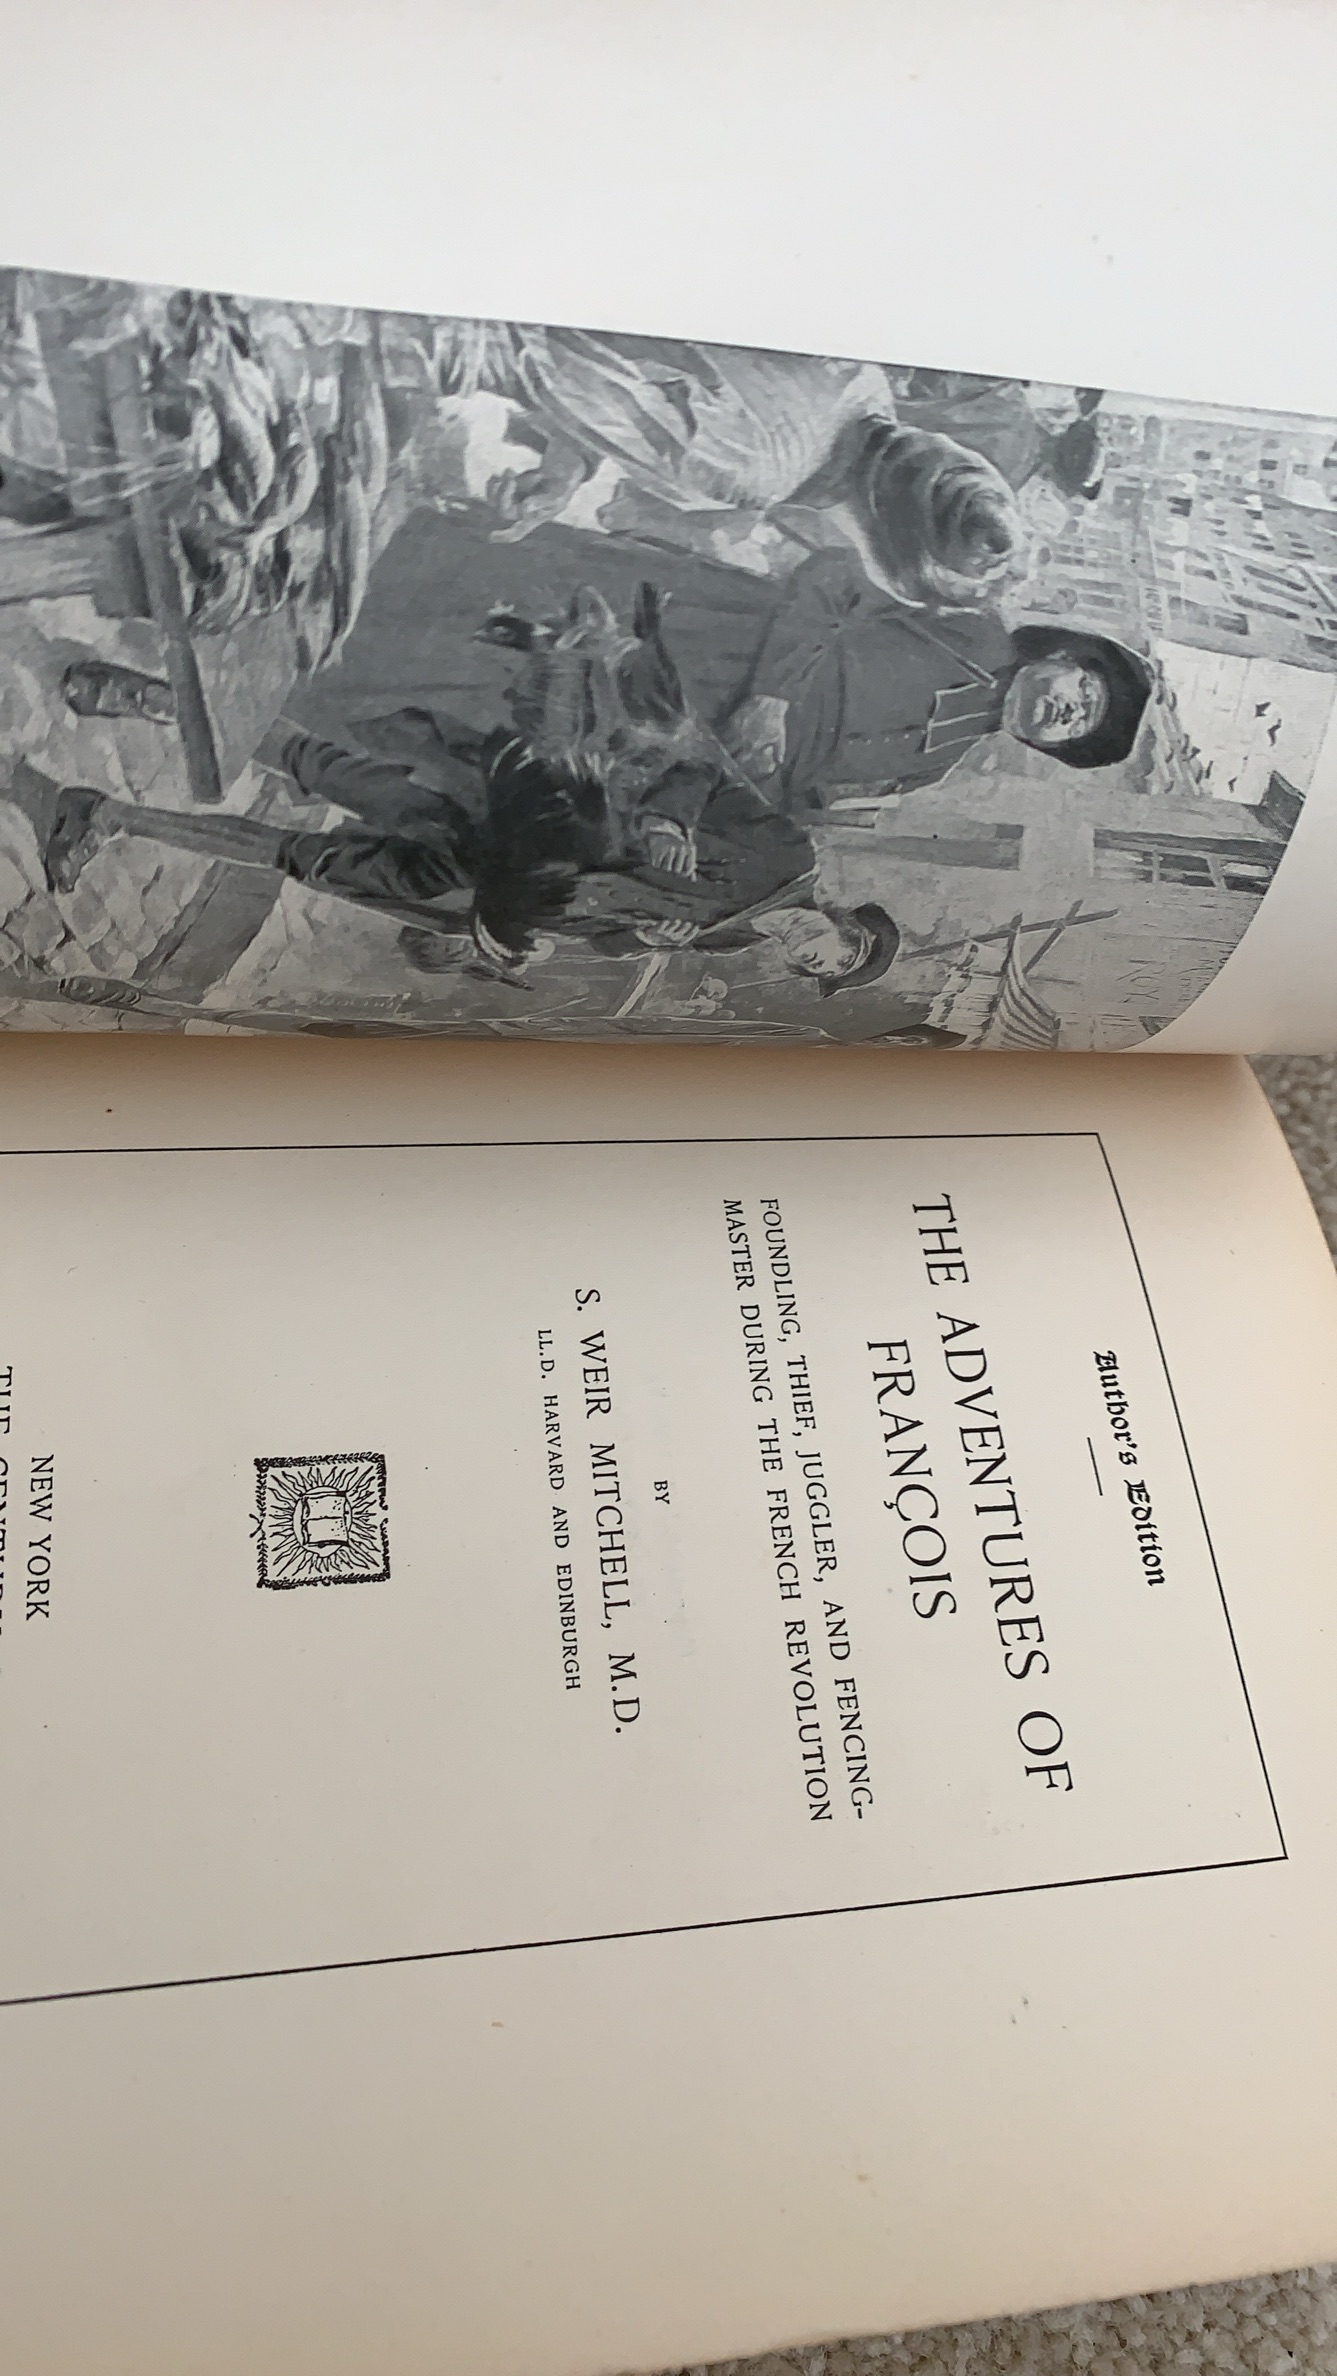 Author's Edition
THE ADVENTURES OF
FRANÇOIS
FOUNDLING, THIEF, JUGGLER, AND FENCING-
MASTER DURING THE FRENCH REVOLUTION
BY
S. WEIR MITCHELL, M.D.
LL.D. HARVARD AND EDINBURGH
NEW YORK
THE